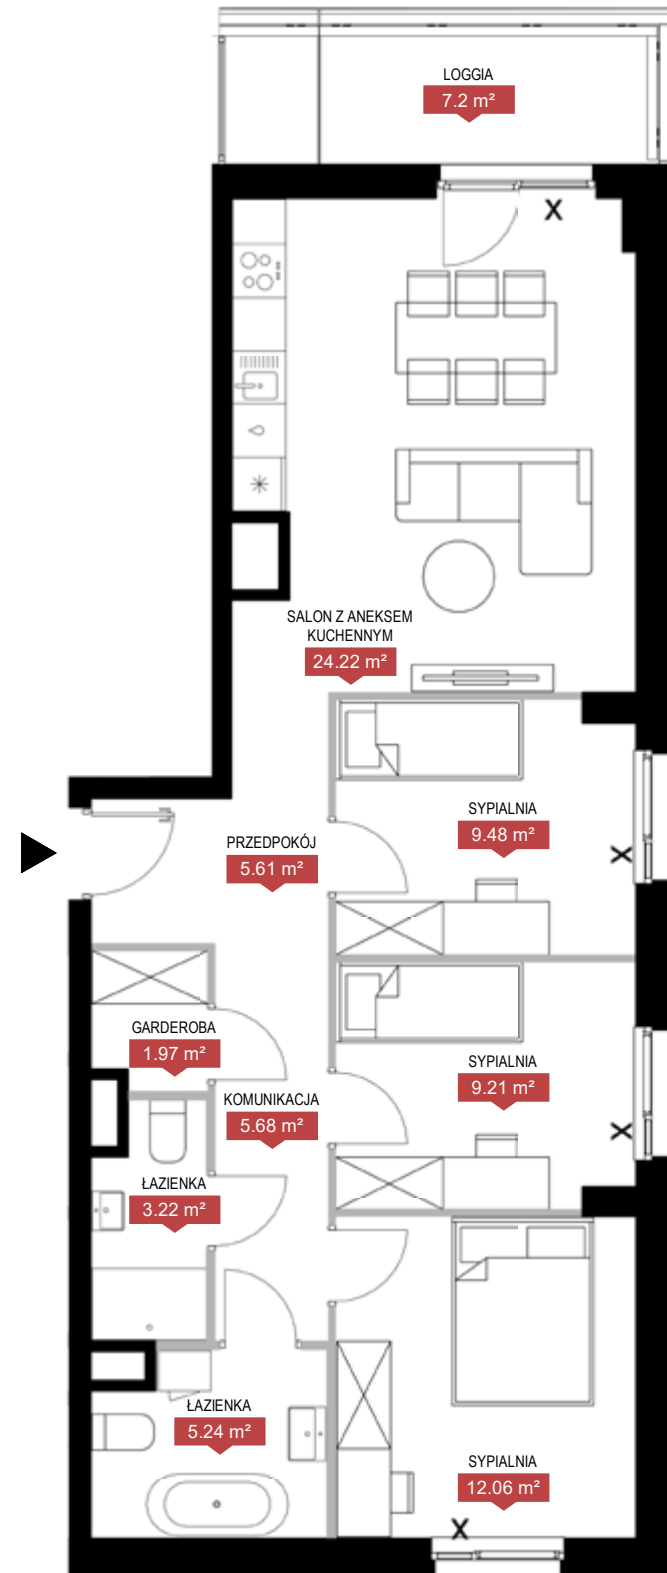 LOGGIA
7.2 m²
X
SALON Z ANEKSEM
KUCHENNYM
24.22 m²
SYPIALNIA
9.48 m²
X
PRZEDPOKÓJ
5.61 m²
GARDEROBA
1.97 m²
SYPIALNIA
9.21 m²
X
KOMUNIKACJA
5.68 m²
ŁAZIENKA
3.22 m²
ŁAZIENKA
5.24 m²
SYPIALNIA
12.06 m²
X